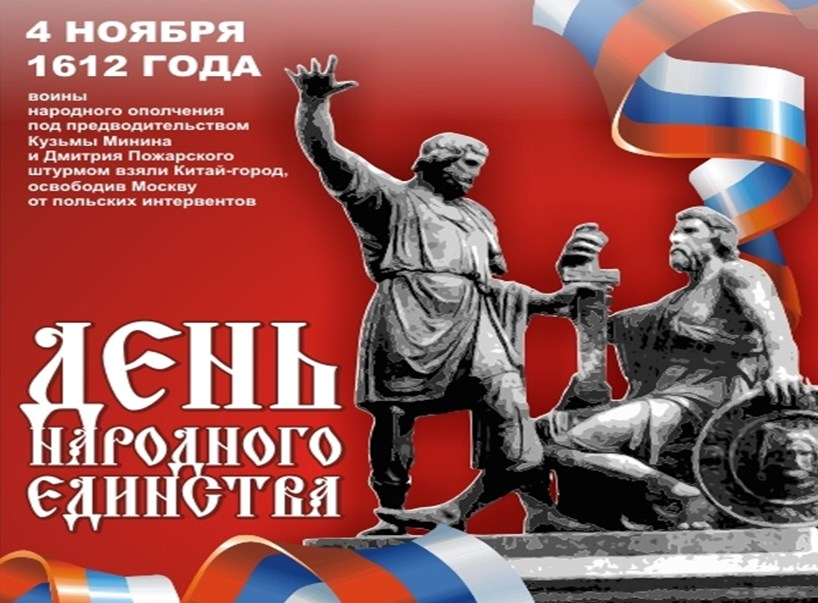 4 НОЯБРЯ
1612 ГОДА
воины
народного ополчения
под предводительством
Кузьмы Минина
и Дмитрия Пожарского
штурмом взяли Китай-город,
освободив Москву
от польских интервентов
ДЕНЬ
НАРОДНОГО
ЕДИНСТВА